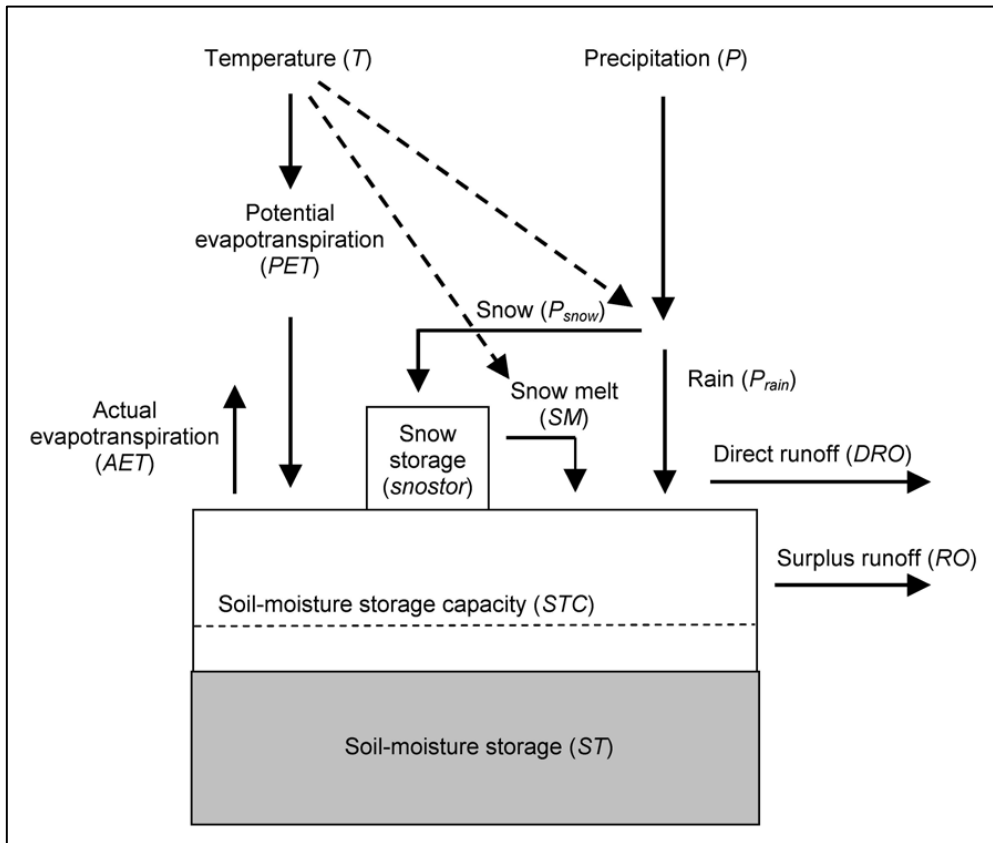 Temperature (T)
Precipitation (P)
Potential
evapotranspiration
(PET)
Snow (Psnow)
Rain (Prain)
Snow melt
(SM)
Actual
evapotranspiration
(AET)
Snow
storage
(snostor)
Direct runoff (DRO)
Surplus runoff (RO)
Soil-moisture storage capacity (STC)
Soil-moisture storage (ST)